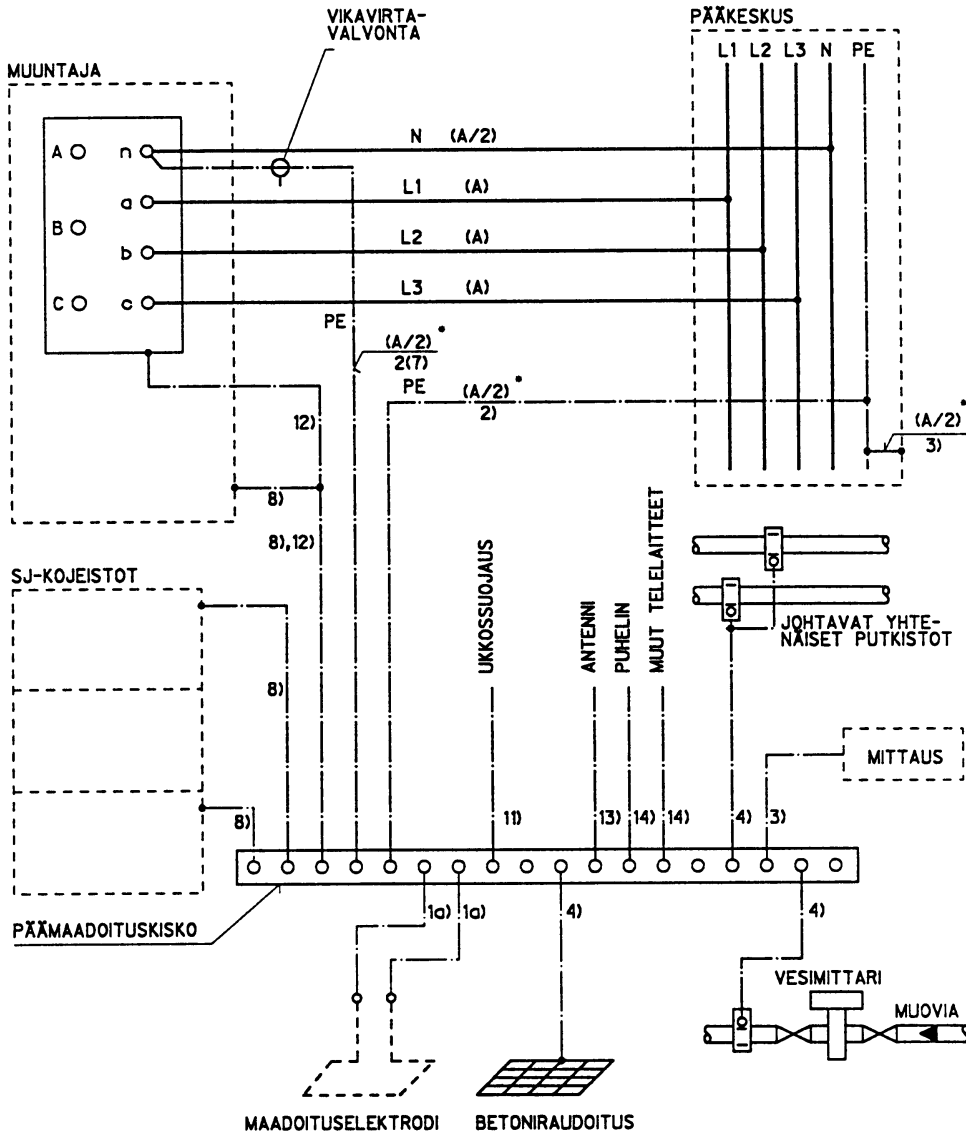 VIKAVIRTA-
VALVONTA
PÄÄKESKUS
L1 L2 L3 N PE
MUUNTAJA
N (A/2)
A n
L1 (A)
a
B
L2 (A)
b
L3 (A)
C c
PE
(A/2)*
2(7)
PE
(A/2)*
2)
(A/2)*
3)
12)
8)
8),12)
SJ-KOJEISTOT
8)
8)
UKKOSSUOJAUS
ANTENNI
PUHELIN
MUUT TELELAITTEET
JOHTAVAT YHTE-
NÄISET PUTKISTOT
MITTAUS
11)
13)
14)
14)
4)
3)
PÄÄMAADOITUSKISKO
1a)
1a)
4)
4)
VESIMITTARI
MUOVIA
MAADOITUSELEKTRODI
BETONIRAUDOITUS